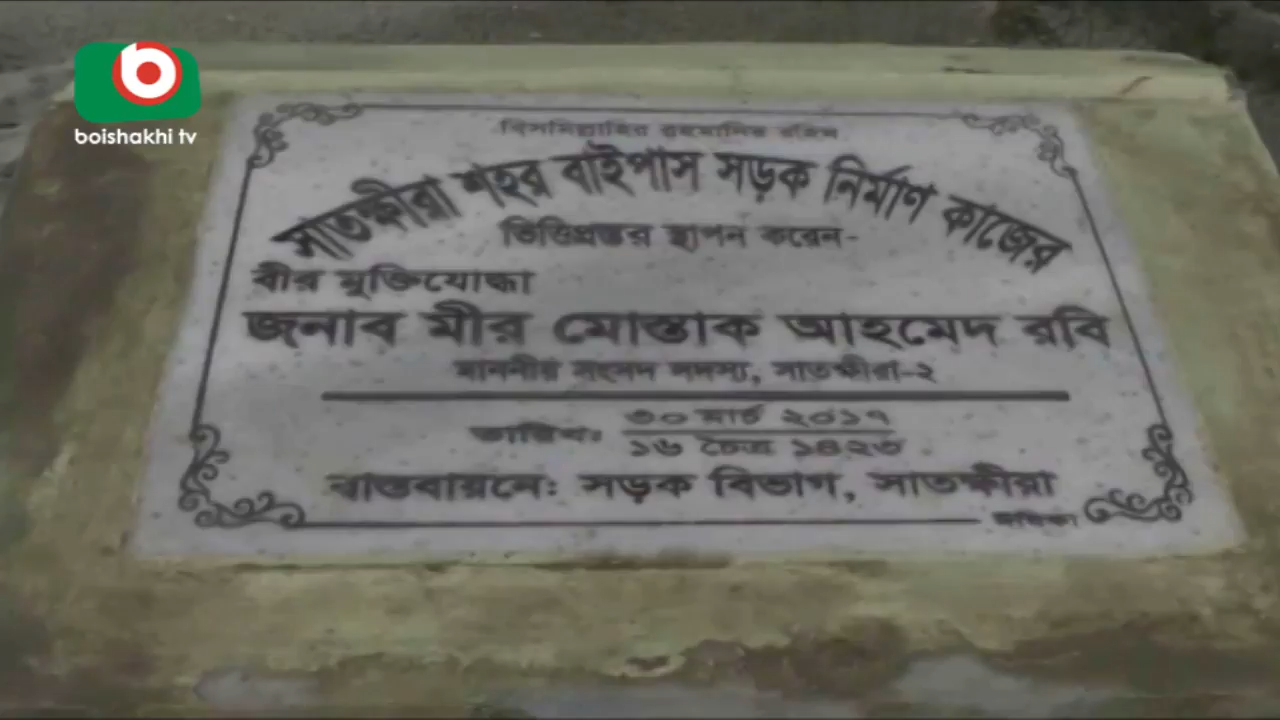 boishakhi tv
বিসমিল্লাহির রহমানির রহিম
সাতক্ষীরা শহর বাইপাস সড়ক নির্মাণ কাজের
ভিত্তিপ্রস্তর স্থাপন করেন-
বীর মুক্তিযোদ্ধা
জনাব মীর মোস্তাক আহমেদ রবি
মাননীয় সংসদ সদস্য, সাতক্ষীরা-২
তারিখঃ ৩০ মার্চ ২০১৭
১৬ চৈত্র ১৪২৩
বাস্তবায়নেঃ সড়ক বিভাগ, সাতক্ষীরা